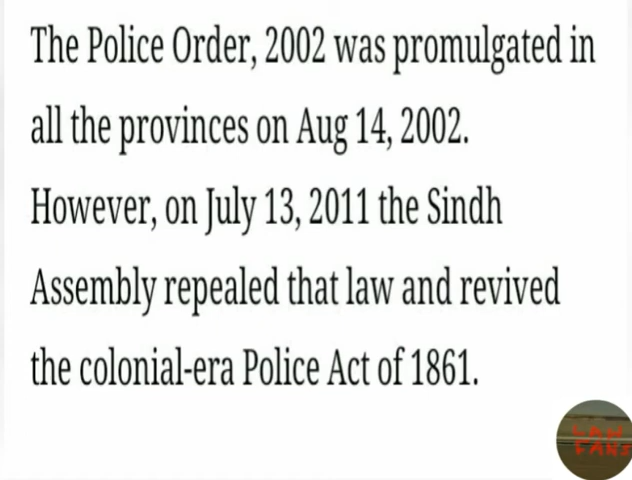 The Police Order, 2002 was promulgated in
all the provinces on Aug 14, 2002.
However, on July 13, 2011 the Sindh
Assembly repealed that law and revived
the colonial-era Police Act of 1861.
LAW